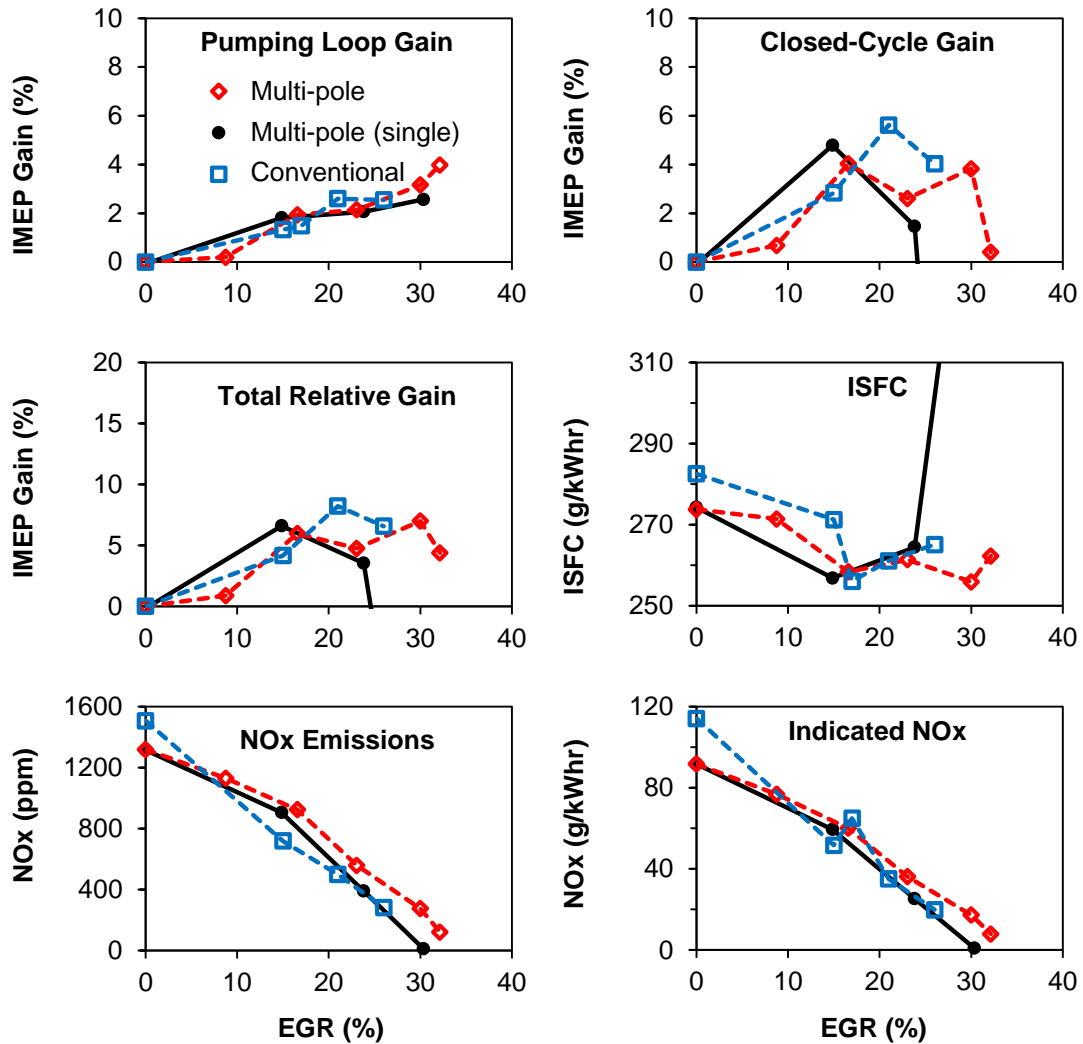 Pumping Loop Gain
IMEP Gain (%)
10
8
6
4
2
0
0 10 20 30 40
Multi-pole
Multi-pole (single)
Conventional
Closed-Cycle Gain
IMEP Gain (%)
10
8
6
4
2
0
0 10 20 30 40
Total Relative Gain
IMEP Gain (%)
20
15
10
5
0
0 10 20 30 40
ISFC
ISFC (g/kWhr)
310
290
270
250
0 10 20 30 40
NOx Emissions
NOx (ppm)
1600
1200
800
400
0
0 10 20 30 40
EGR (%)
Indicated NOx
NOx (g/kWhr)
120
80
40
0
0 10 20 30 40
EGR (%)